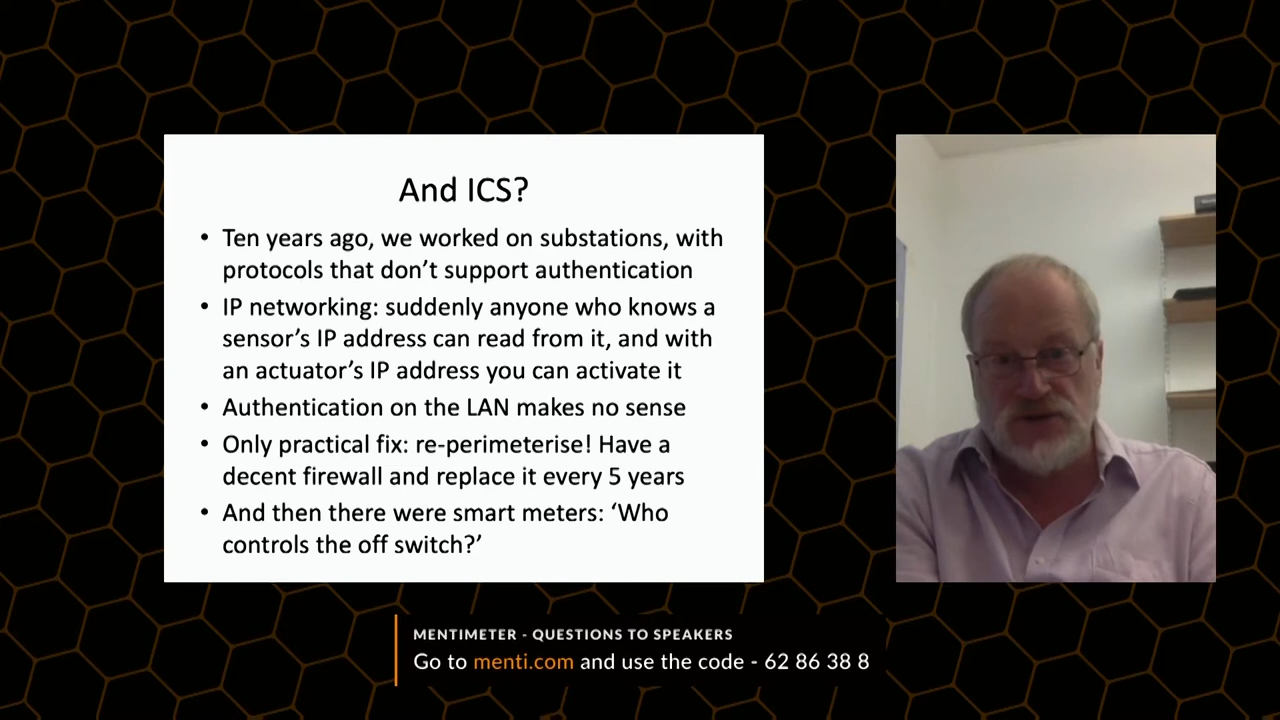 And ICS?
• Ten years ago, we worked on substations, with
protocols that don’t support authentication
• IP networking: suddenly anyone who knows a
sensor’s IP address can read from it, and with
an actuator’s IP address you can activate it
• Authentication on the LAN makes no sense
• Only practical fix: re-perimeterise! Have a
decent firewall and replace it every 5 years
• And then there were smart meters: ‘Who
controls the off switch?’
MENTIMETER - QUESTIONS TO SPEAKERS
Go to menti.com and use the code - 62 86 38 8